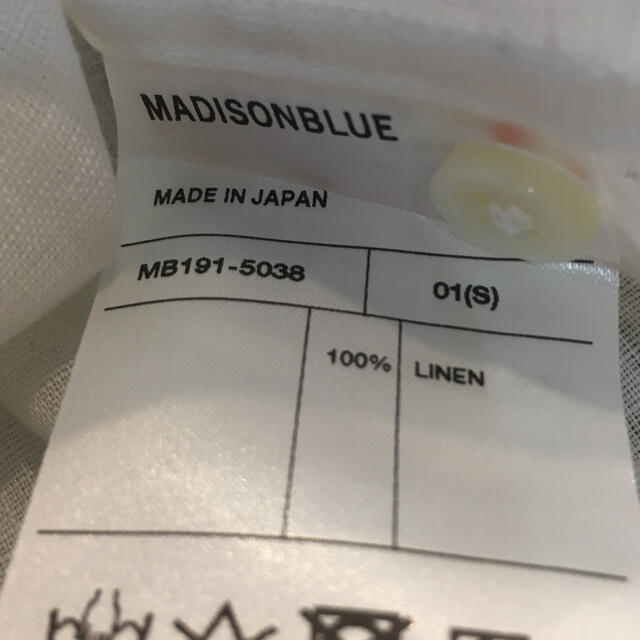 MADISONBLUE
MADE IN JAPAN
MB191-5038 01(S)
100% LINEN